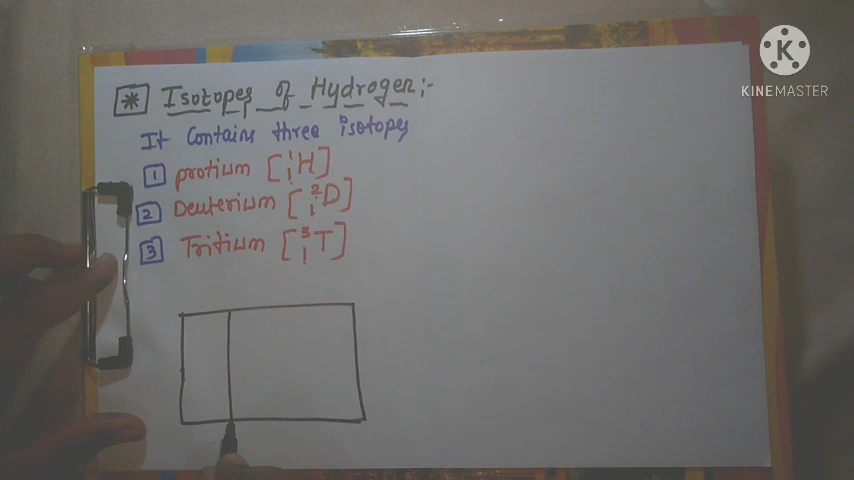 * Isotopes of Hydrogen:-
It Contains three isotopes
1 protium [¹₁H]
2 Deuterium [²₁D]
3 Tritium [³₁T]
K
KINEMASTER